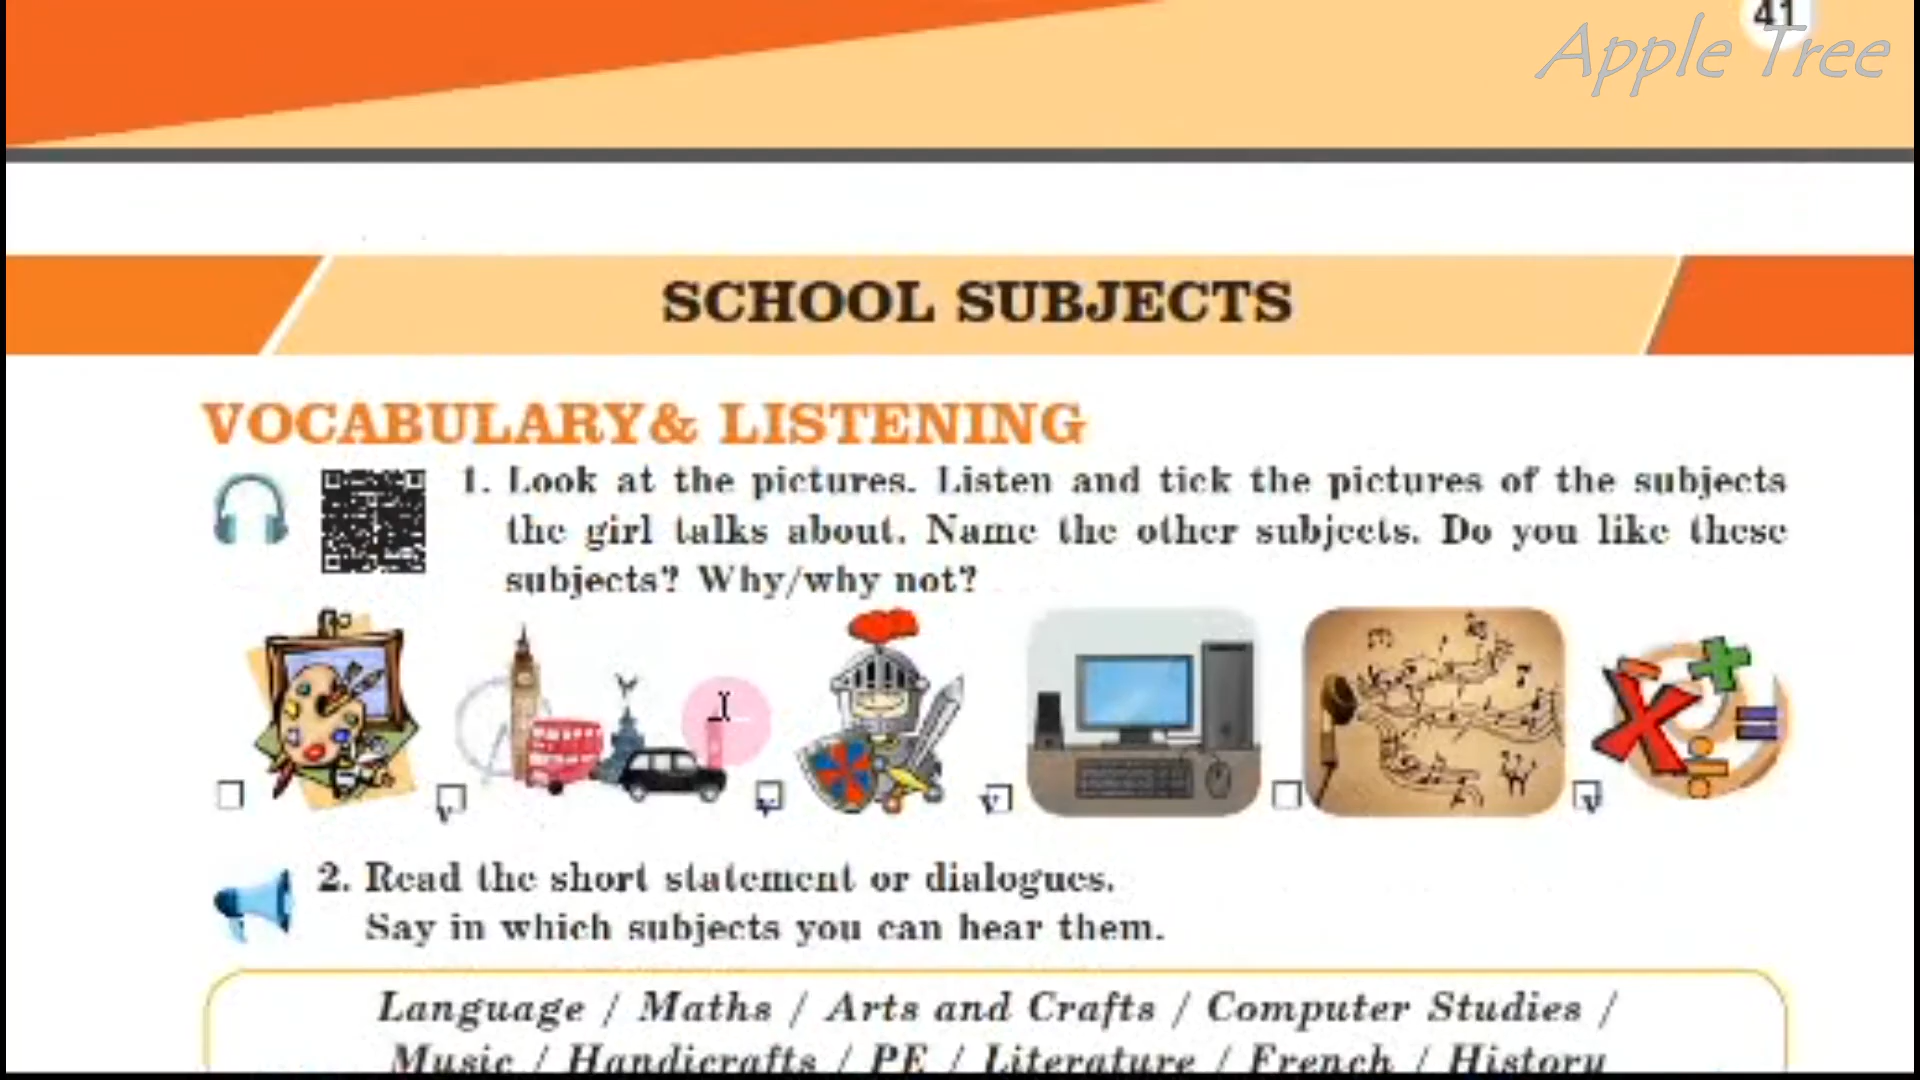 41
Apple Tree
SCHOOL SUBJECTS
VOCABULARY& LISTENING
1. Look at the pictures. Listen and tick the pictures of the subjects
the girl talks about. Name the other subjects. Do you like these
subjects? Why/why not?
v v v v
2. Read the short statement or dialogues.
Say in which subjects you can hear them.
Language / Maths / Arts and Crafts / Computer Studies /
Music / Handicrafts / PE / Literature / French / History